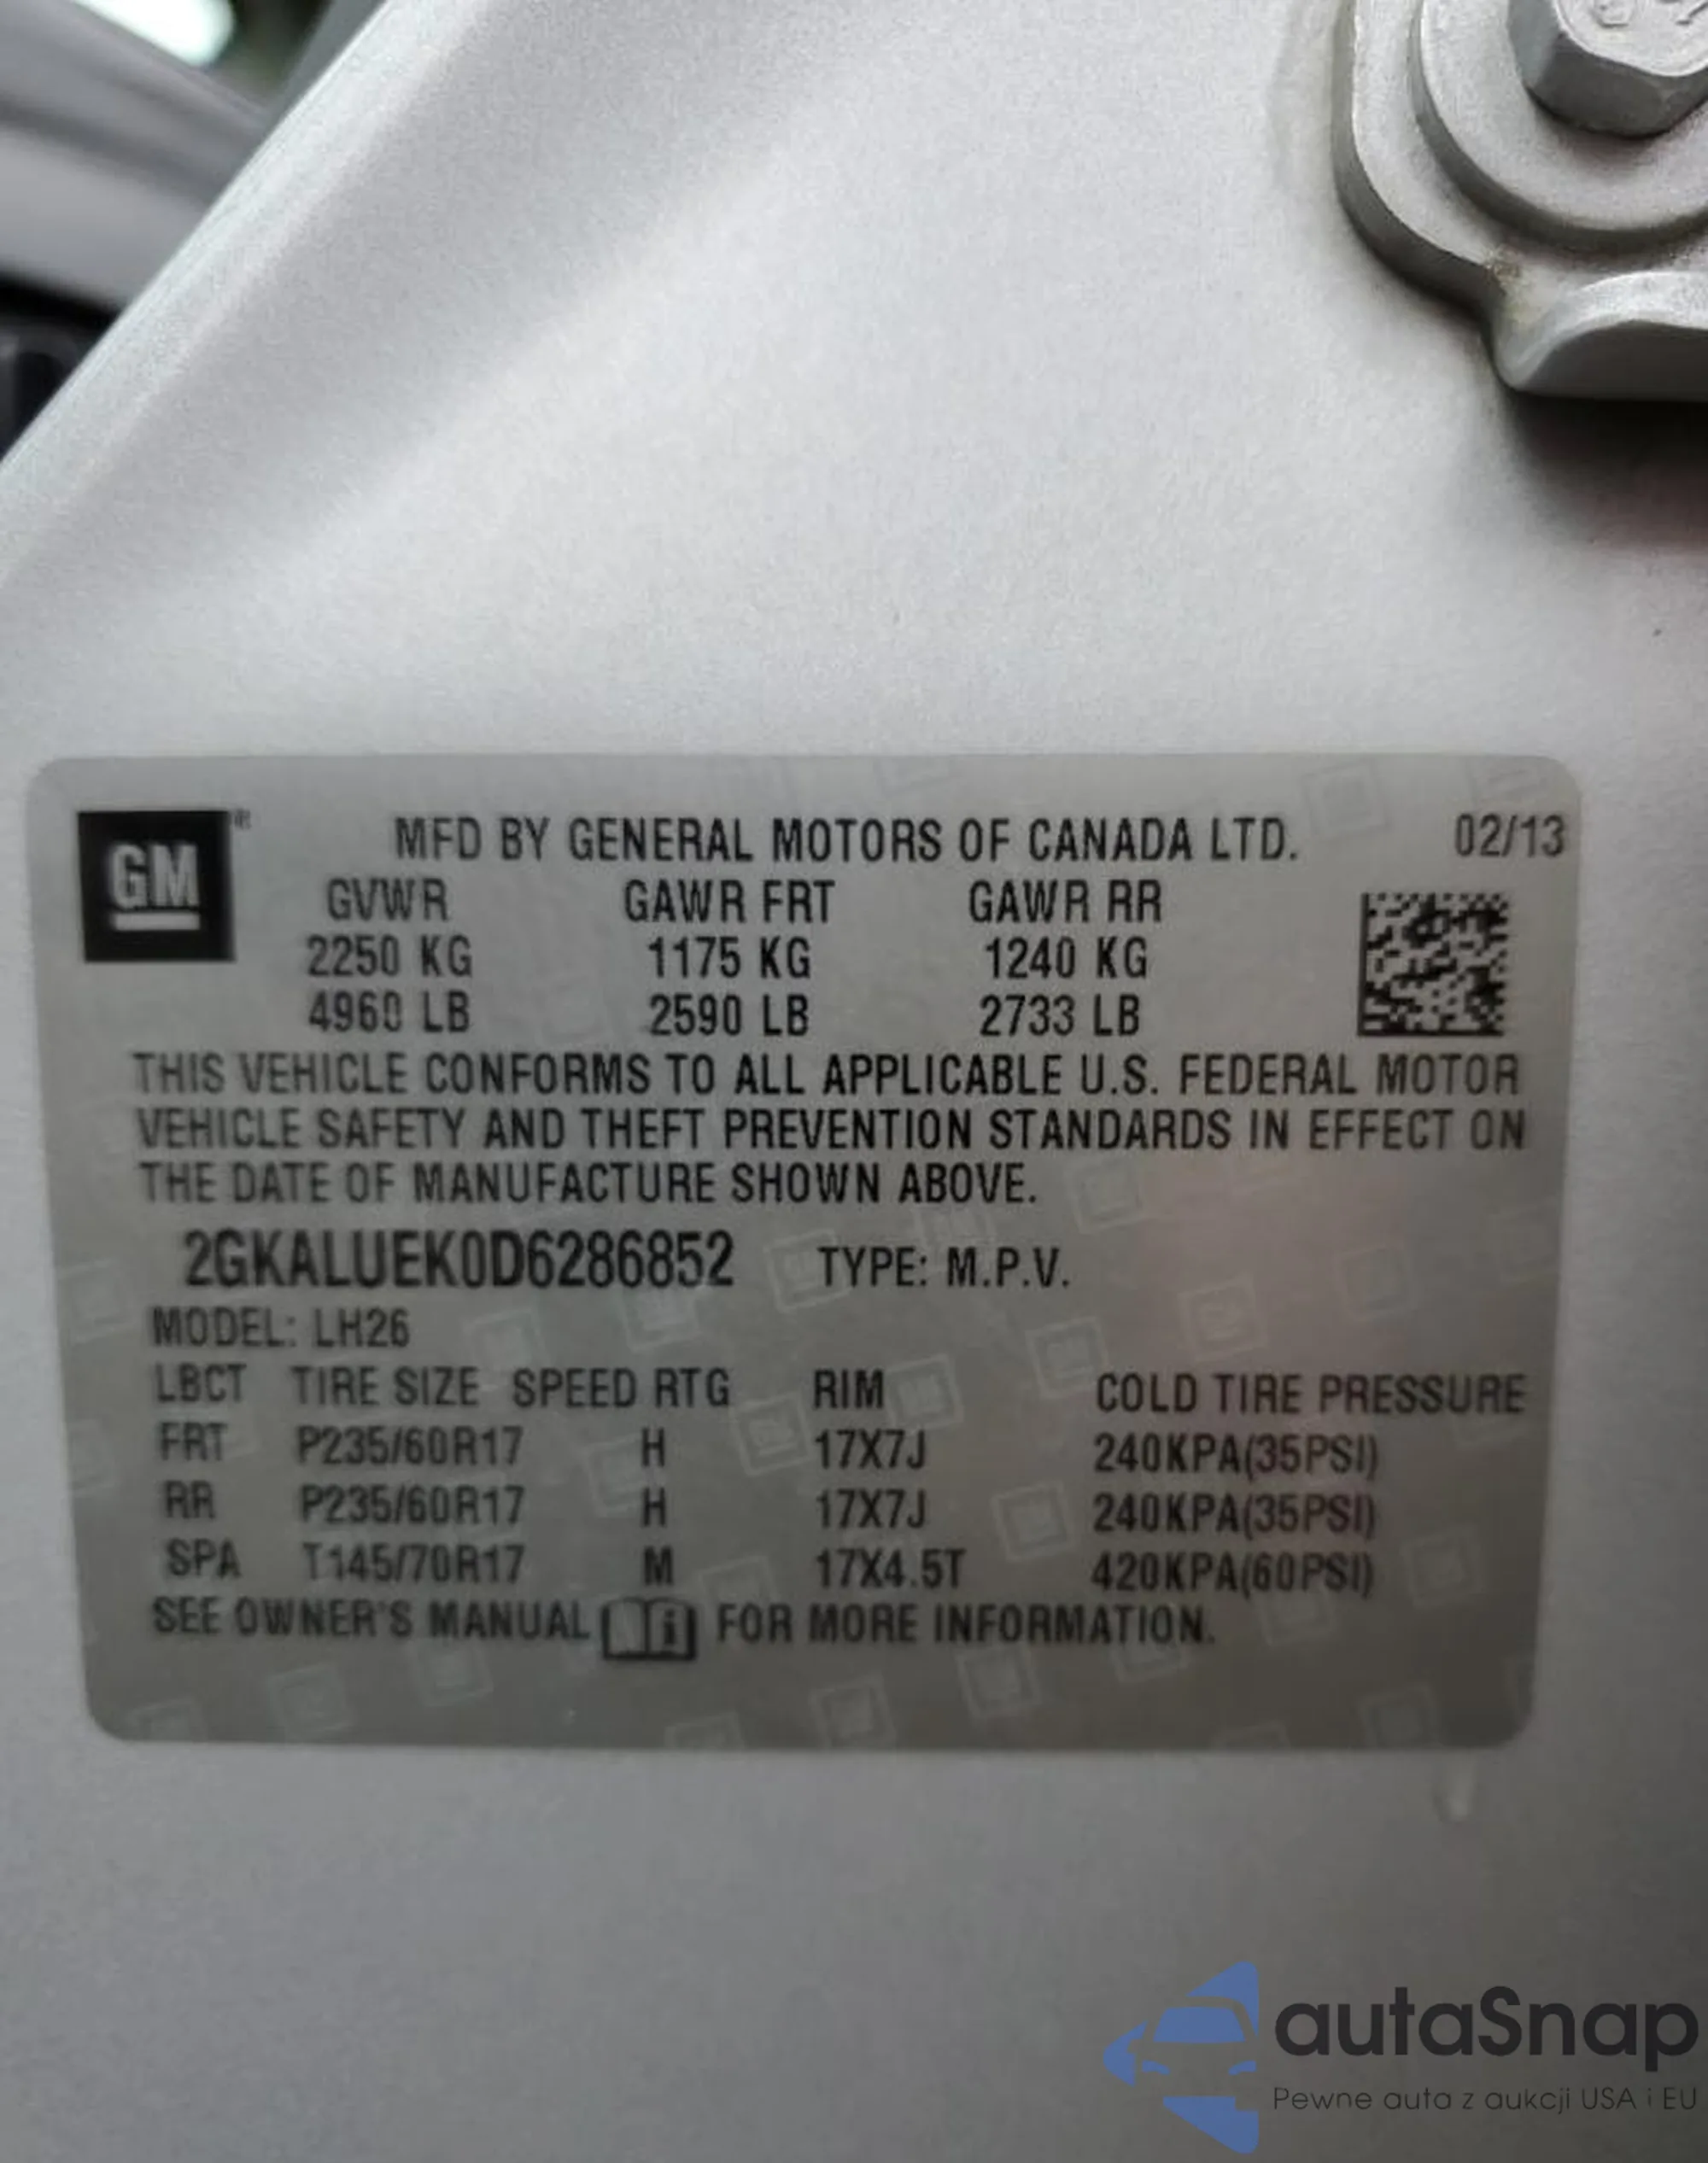 GM
MFD BY GENERAL MOTORS OF CANADA LTD. 02/13
GVWR GAWR FRT GAWR RR
2250 KG 1175 KG 1240 KG
4960 LB 2590 LB 2733 LB
THIS VEHICLE CONFORMS TO ALL APPLICABLE U.S. FEDERAL MOTOR
VEHICLE SAFETY AND THEFT PREVENTION STANDARDS IN EFFECT ON
THE DATE OF MANUFACTURE SHOWN ABOVE.
2GKALUEK0D6286852 TYPE: M.P.V.
MODEL: LH26
LBCT TIRE SIZE SPEED RTG RIM COLD TIRE PRESSURE
FRT P235/60R17 H 17X7J 240KPA(35PSI)
RR P235/60R17 H 17X7J 240KPA(35PSI)
SPA T145/70R17 M 17X4.5T 420KPA(60PSI)
SEE OWNER'S MANUAL i FOR MORE INFORMATION.
autaSnap
Pewne auta z aukcji USA i EU